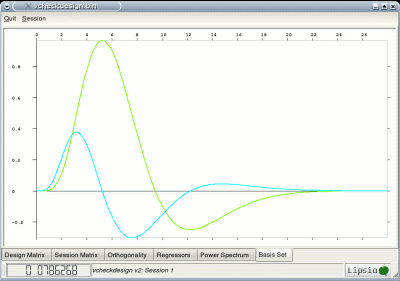 vcheckdesign.bin
Quit Session
0 2 4 6 8 10 12 14 16 18 20 22 24 26
0.8
0.6
0.4
0.2
0
-0.2
Design Matrix Session Matrix Orthogonality Regressors Power Spectrum Basis Set
0.0786268 vcheckdesign v2: Session 1 Lipsia